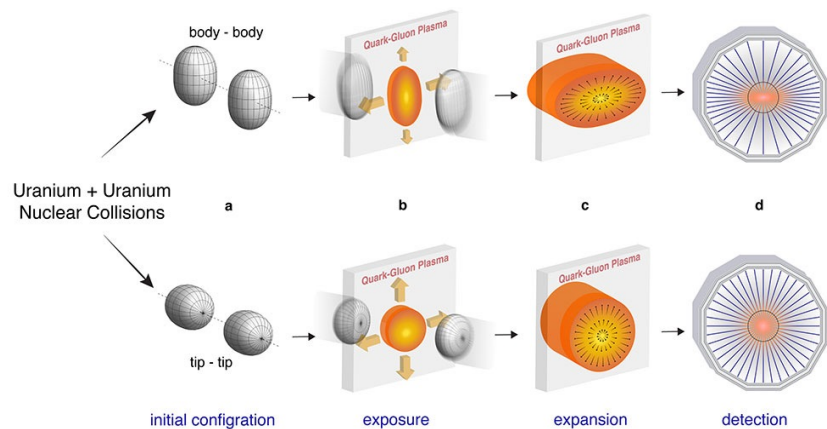 body - body
Quark-Gluon Plasma
Quark-Gluon Plasma
Uranium + Uranium
Nuclear Collisions
a
b
c
d
Quark-Gluon Plasma
Quark-Gluon Plasma
tip - tip
initial configration
exposure
expansion
detection